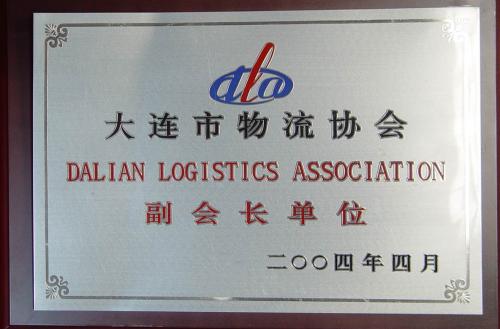 dla
大连市物流协会
DALIAN LOGISTICS ASSOCIATION
副会长单位
二〇〇四年四月